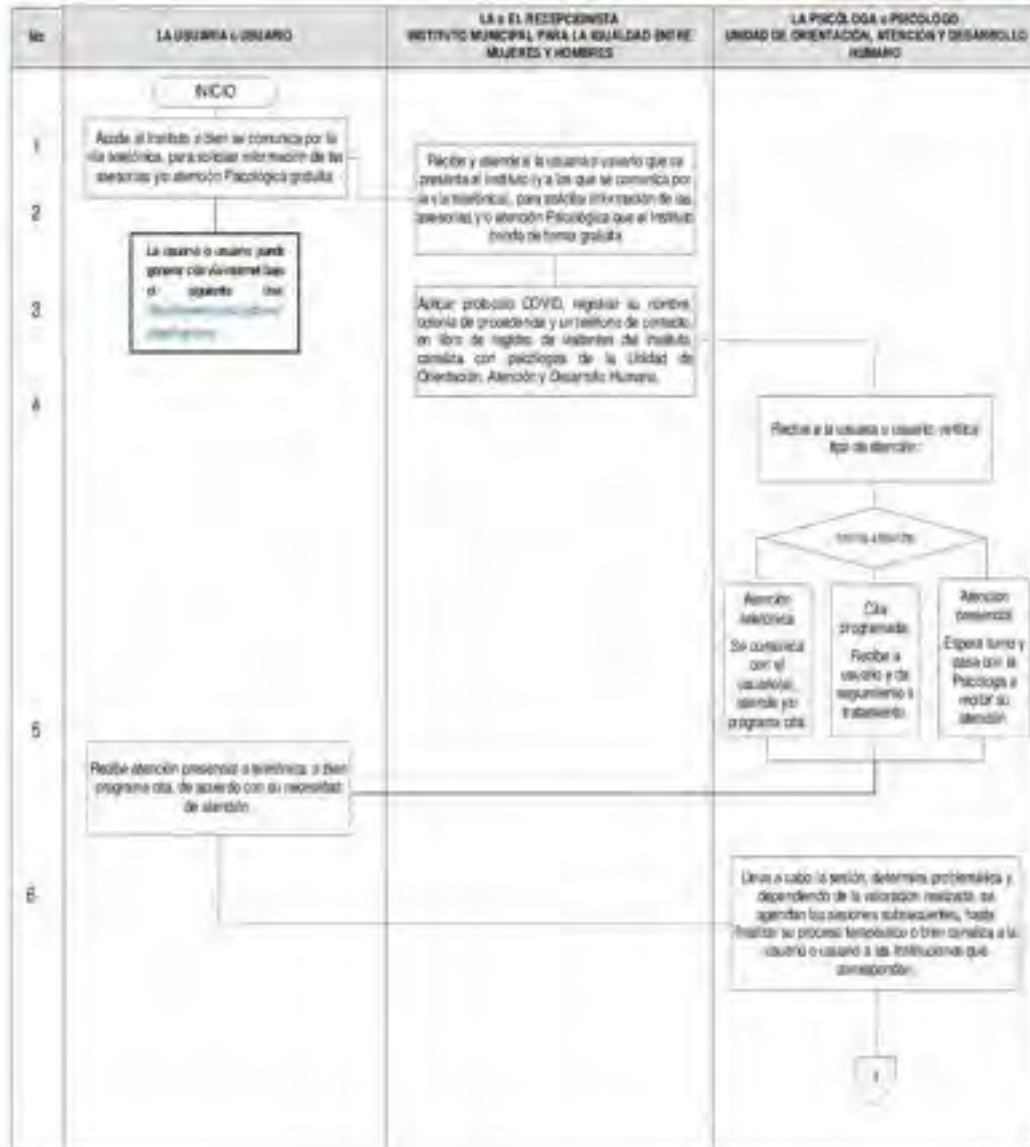 No.
LA USUARIA o USUARIO
LA o EL RECEPCIONISTA
INSTITUTO MUNICIPAL PARA LA IGUALDAD ENTRE
MUJERES Y HOMBRES
LA PSICÓLOGA o PSICÓLOGO
UNIDAD DE ORIENTACIÓN, ATENCIÓN Y DESARROLLO
HUMANO
INICIO
1
Acude al Instituto o bien se comunica por la
vía telefónica, para solicitar información de las
asesorías y/o atención Psicológica gratuita
2
Recibe y atiende a la usuaria o usuario que se
presenta al instituto (y a los que se comunica por
la vía telefónica), para solicitar información de las
asesorías y/o atención Psicológica que el Instituto
brinda de forma gratuita
La usuaria o usuario puede
generar cita vía internet bajo
el siguiente link
3
Aplicar protocolo COVID, registrar su nombre,
colonia de procedencia y un teléfono de contacto,
en libro de registro de visitantes del Instituto,
canaliza con psicólogas de la Unidad de
Orientación, Atención y Desarrollo Humano.
4
Recibe a la usuaria o usuario, verifica
tipo de atención:
Atención
telefónica
Se comunica
con el
usuario(a),
atiende y/o
programa cita
Cita
programada
Recibe a
usuario y da
seguimiento a
tratamiento
Atención
presencial
Espera turno y
pasa con la
Psicóloga a
recibir su
atención
5
Recibe atención presencial o telefónica, o bien
programa cita, de acuerdo con su necesidad
de atención
6
Lleva a cabo la sesión, determina problemática y
dependiendo de la valoración realizada, se
agendan las sesiones subsecuentes, hasta
finalizar su proceso terapéutico o bien canaliza a la
usuaria o usuario a las Instituciones que
correspondan.
1